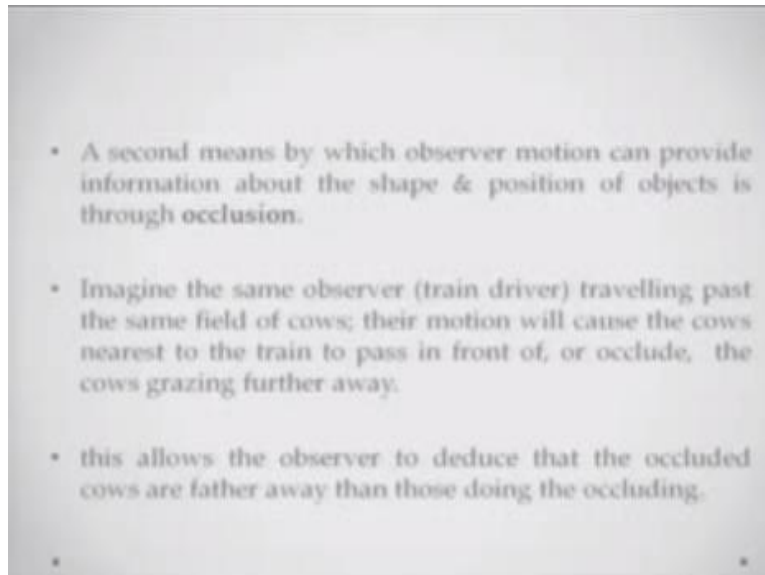 • A second means by which observer motion can provide
information about the shape & position of objects is
through occlusion.
• Imagine the same observer (train driver) travelling past
the same field of cows; their motion will cause the cows
nearest to the train to pass in front of, or occlude, the
cows grazing further away.
• this allows the observer to deduce that the occluded
cows are father away than those doing the occluding.